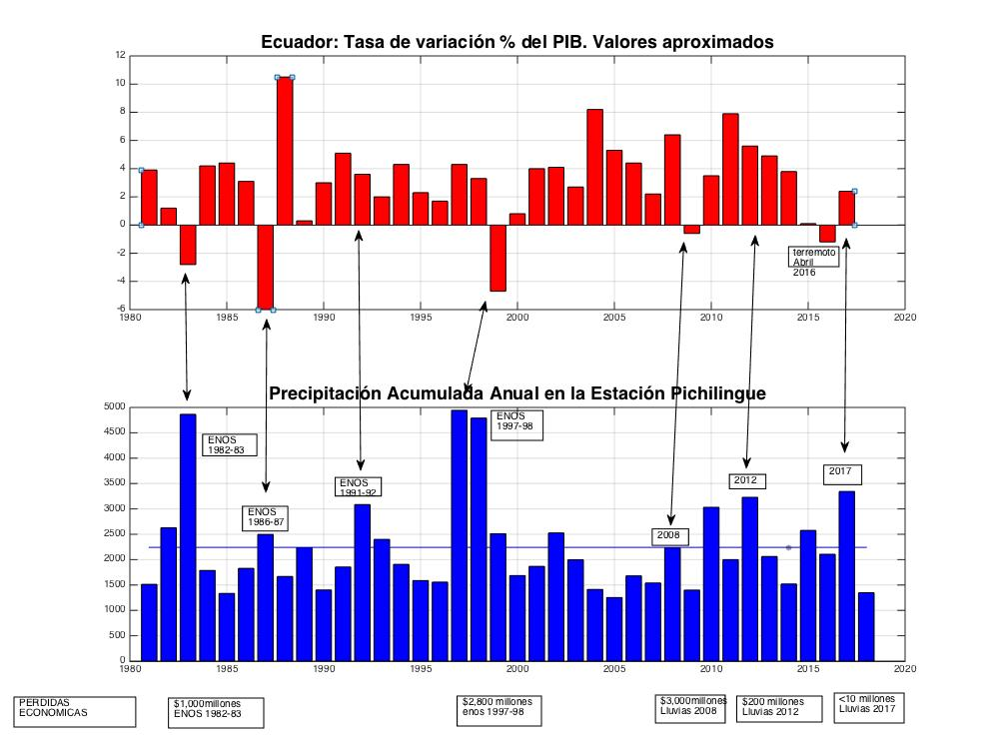 Ecuador: Tasa de variación % del PIB. Valores aproximados
12
10
8
6
4
2
0
-2
-4
-6
terremoto
Abril
2016
1980
1985
1990
1995
2000
2005
2010
2015
2020
Precipitación Acumulada Anual en la Estación Pichilingue
5000
4500
4000
3500
3000
2500
2000
1500
1000
500
0
ENOS
1982-83
ENOS
1986-87
ENOS
1991-92
ENOS
1997-98
2008
2012
2017
1980
1985
1990
1995
2000
2005
2010
2015
2020
PERDIDAS
ECONOMICAS
$1,000millones
ENOS 1982-83
$2,800 millones
enos 1997-98
$3,000millones
Lluvias 2008
$200 millones
Lluvias 2012
<10 millones
Lluvias 2017